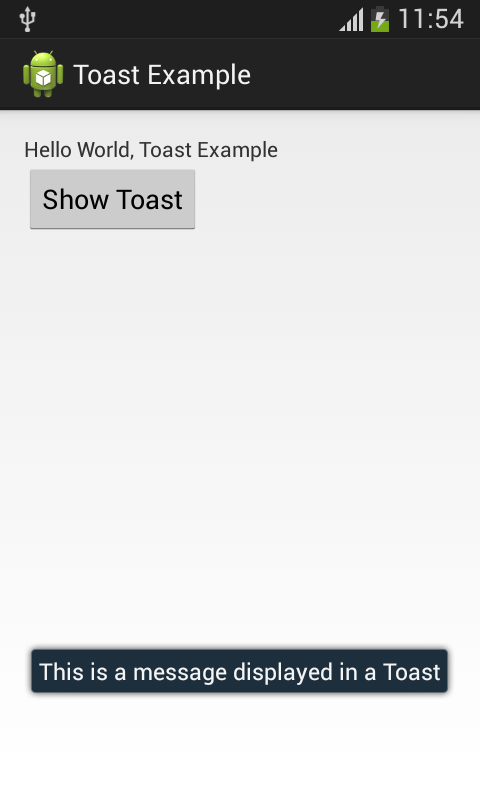 11:54
Toast Example
Hello World, Toast Example
Show Toast
This is a message displayed in a Toast